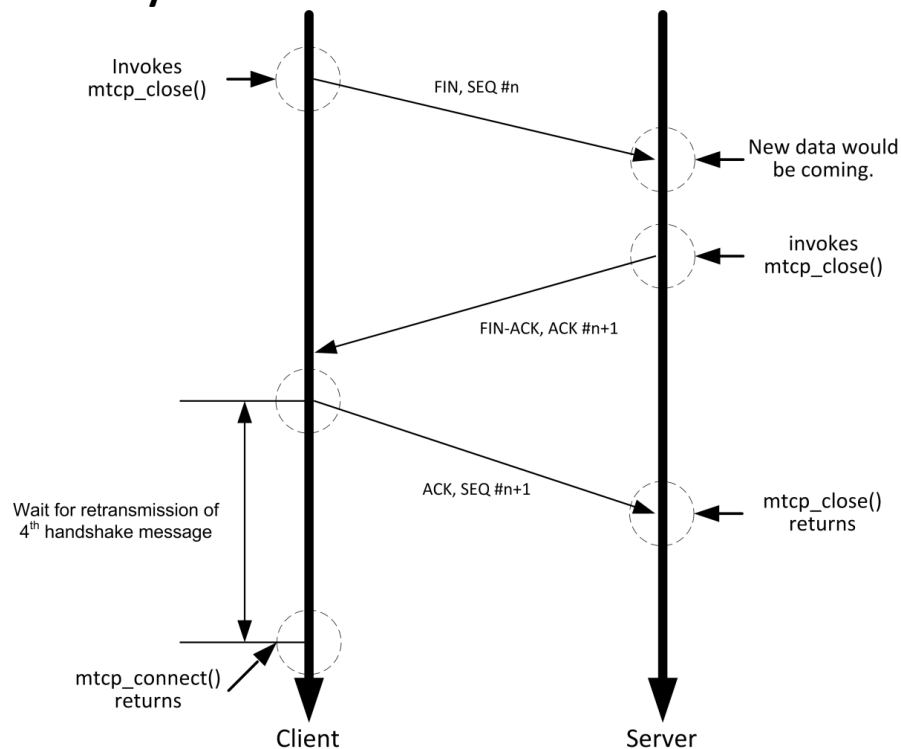 Invokes
mtcp_close()
FIN, SEQ #n
New data would
be coming.
invokes
mtcp_close()
FIN-ACK, ACK #n+1
ACK, SEQ #n+1
Wait for retransmission of
4th handshake message
mtcp_close()
returns
mtcp_connect()
returns
Client
Server